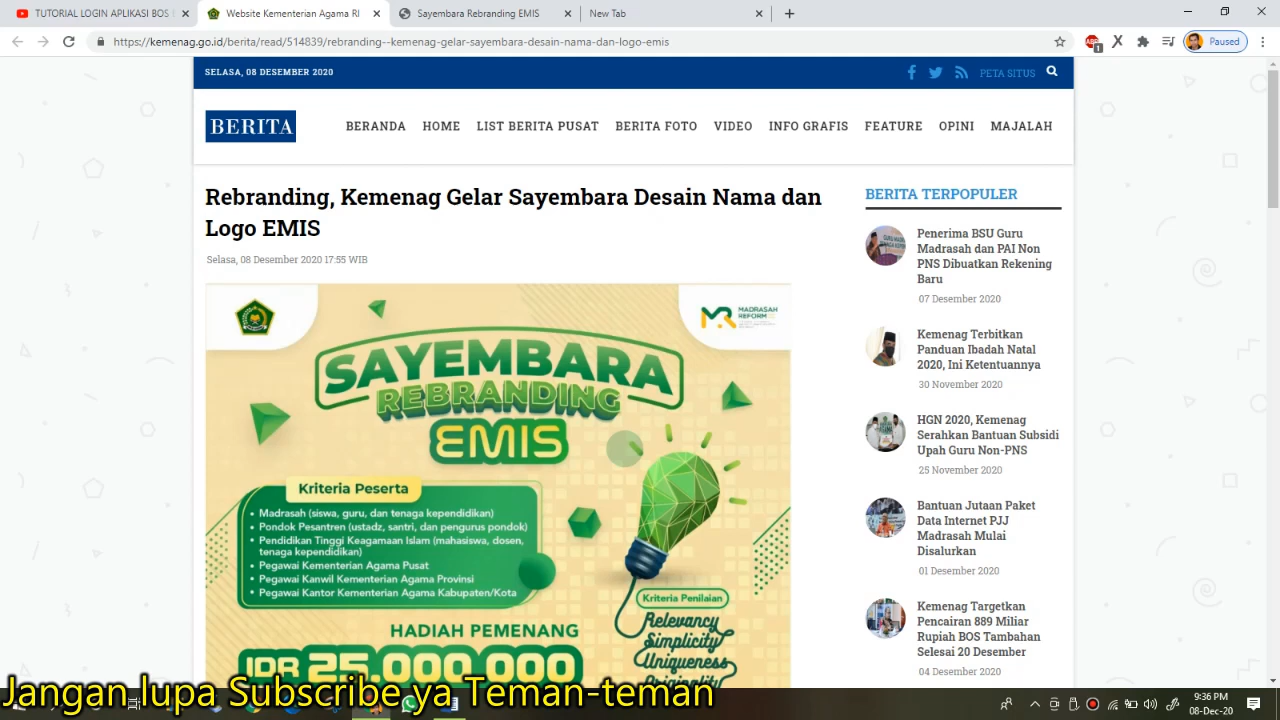 TUTORIAL LOGIN APLIKASI BOS
Website Kementerian Agama RI
Sayembara Rebranding EMIS
New Tab
https://kemenag.go.id/berita/read/514839/rebranding--kemenag-gelar-sayembara-desain-nama-dan-logo-emis
1
Paused
SELASA, 08 DESEMBER 2020
PETA SITUS
BERITA
BERANDA HOME LIST BERITA PUSAT BERITA FOTO VIDEO INFO GRAFIS FEATURE OPINI MAJALAH
Rebranding, Kemenag Gelar Sayembara Desain Nama dan
Logo EMIS
Selasa, 08 Desember 2020 17:55 WIB
MADRASAH
REFORM
SAYEMBARA
REBRANDING
EMIS
Kriteria Peserta
• Madrasah (siswa, guru, dan tenaga kependidikan)
• Pondok Pesantren (ustadz, santri, dan pengurus pondok)
• Pendidikan Tinggi Keagamaan Islam (mahasiswa, dosen,
tenaga kependidikan)
• Pegawai Kementerian Agama Pusat
• Pegawai Kanwil Kementerian Agama Provinsi
• Pegawai Kantor Kementerian Agama Kabupaten/Kota
Kriteria Penilaian
Relevancy
Simplicity
Uniqueness
Originality
HADIAH PEMENANG
IDR 25.000.000
BERITA TERPOPULER
Penerima BSU Guru
Madrasah dan PAI Non
PNS Dibuatkan Rekening
Baru
07 Desember 2020
Kemenag Terbitkan
Panduan Ibadah Natal
2020, Ini Ketentuannya
30 November 2020
HGN 2020, Kemenag
Serahkan Bantuan Subsidi
Upah Guru Non-PNS
25 November 2020
Bantuan Jutaan Paket
Data Internet PJJ
Madrasah Mulai
Disalurkan
01 Desember 2020
Kemenag Targetkan
Pencairan 889 Miliar
Rupiah BOS Tambahan
Selesai 20 Desember
04 Desember 2020
Jangan lupa Subscribe ya Teman-teman
9:36 PM
08-Dec-20